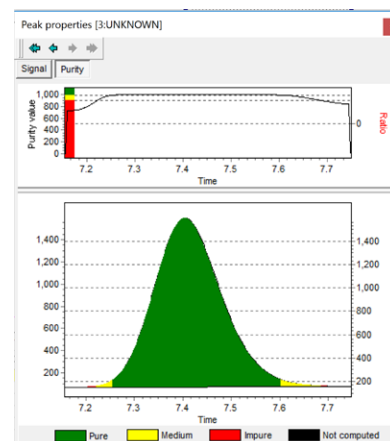 Peak properties [3:UNKNOWN]
Signal Purity
Purity value
1,000
800
600
400
200
0
0
Ratio
7.2 7.3 7.4 7.5 7.6 7.7
Time
1,400 1,400
1,200 1,200
1,000 1,000
800 800
600 600
400 400
200 200
7.2 7.3 7.4 7.5 7.6 7.7
Time
Pure Medium Impure Not computed